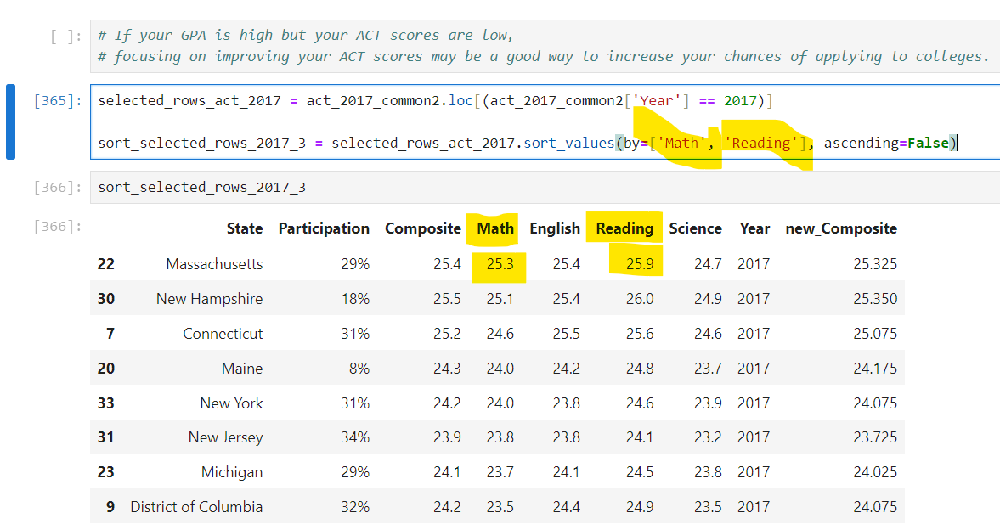 [ ]: # If your GPA is high but your ACT scores are low,
# focusing on improving your ACT scores may be a good way to increase your chances of applying to colleges.
[365]: selected_rows_act_2017 = act_2017_common2.loc[(act_2017_common2['Year'] == 2017)]
sort_selected_rows_2017_3 = selected_rows_act_2017.sort_values(by=['Math', 'Reading'], ascending=False)
[366]: sort_selected_rows_2017_3
[366]: State Participation Composite Math English Reading Science Year new_Composite
22 Massachusetts 29% 25.4 25.3 25.4 25.9 24.7 2017 25.325
30 New Hampshire 18% 25.5 25.1 25.4 26.0 24.9 2017 25.350
7 Connecticut 31% 25.2 24.6 25.5 25.6 24.6 2017 25.075
20 Maine 8% 24.3 24.0 24.2 24.8 23.7 2017 24.175
33 New York 31% 24.2 24.0 23.8 24.6 23.9 2017 24.075
31 New Jersey 34% 23.9 23.8 23.8 24.1 23.2 2017 23.725
23 Michigan 29% 24.1 23.7 24.1 24.5 23.8 2017 24.025
9 District of Columbia 32% 24.2 23.5 24.4 24.9 23.5 2017 24.075